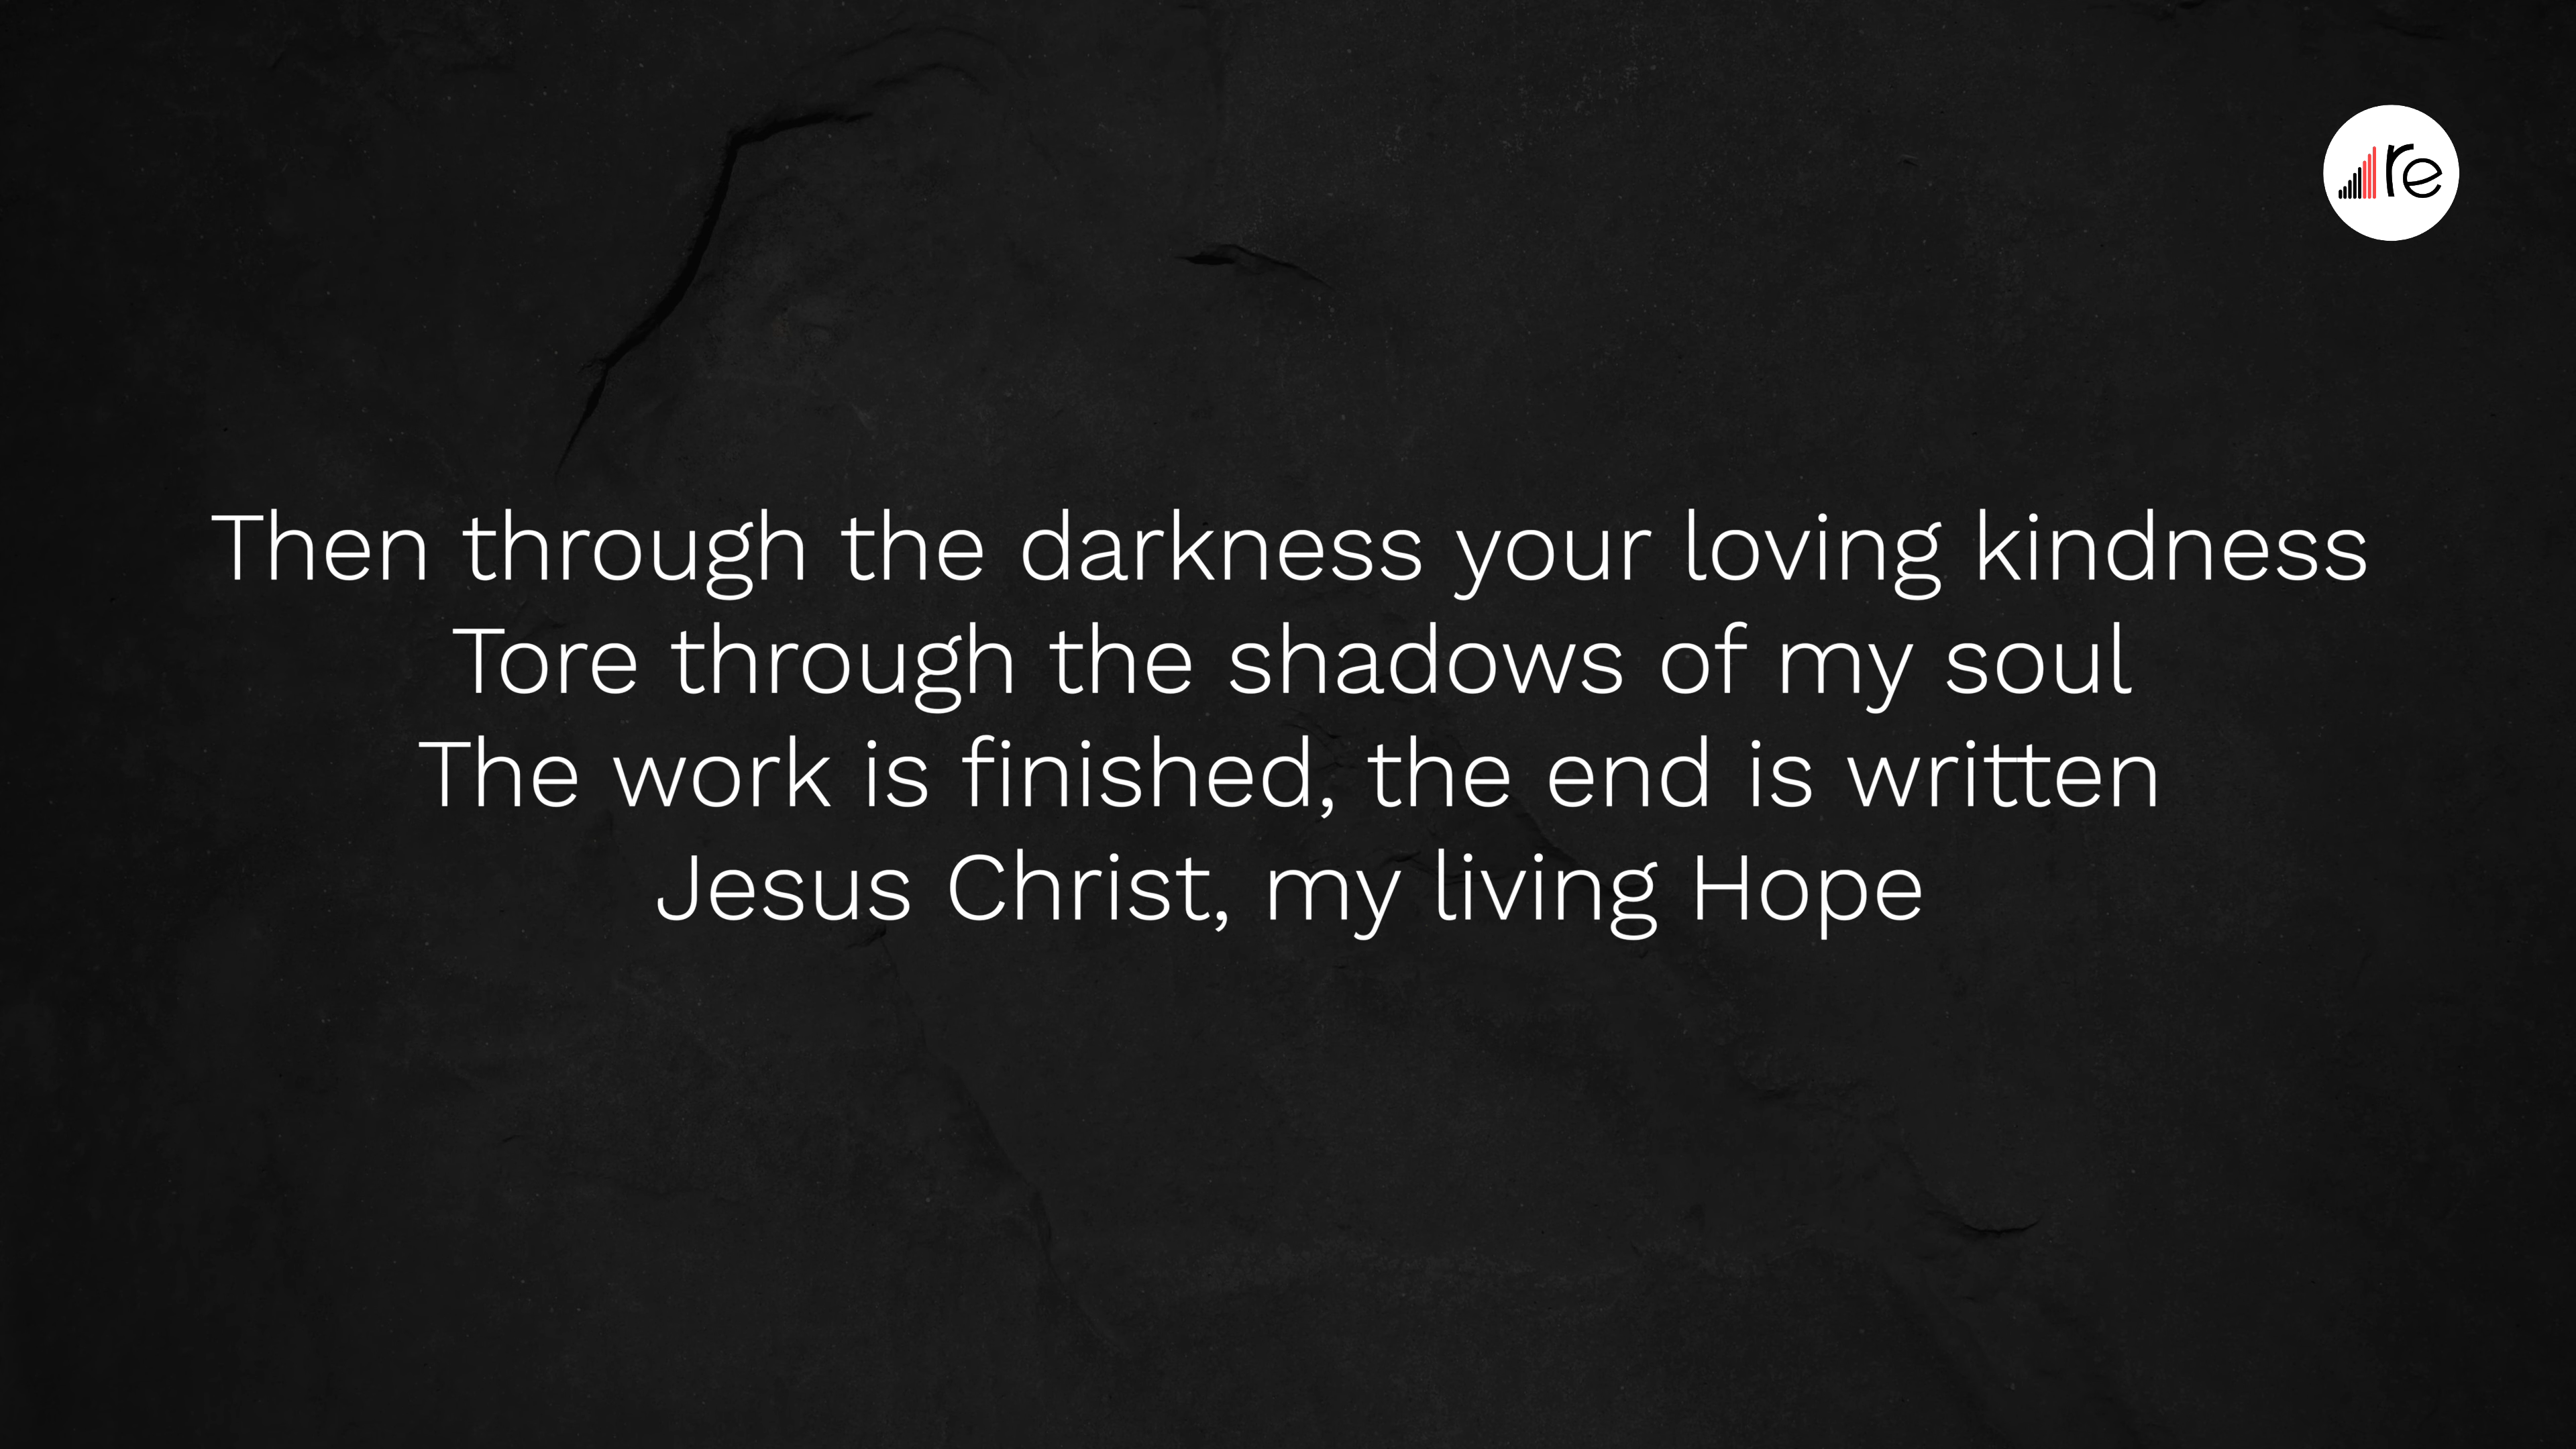 re
Then through the darkness your loving kindness
Tore through the shadows of my soul
The work is finished, the end is written
Jesus Christ, my living Hope